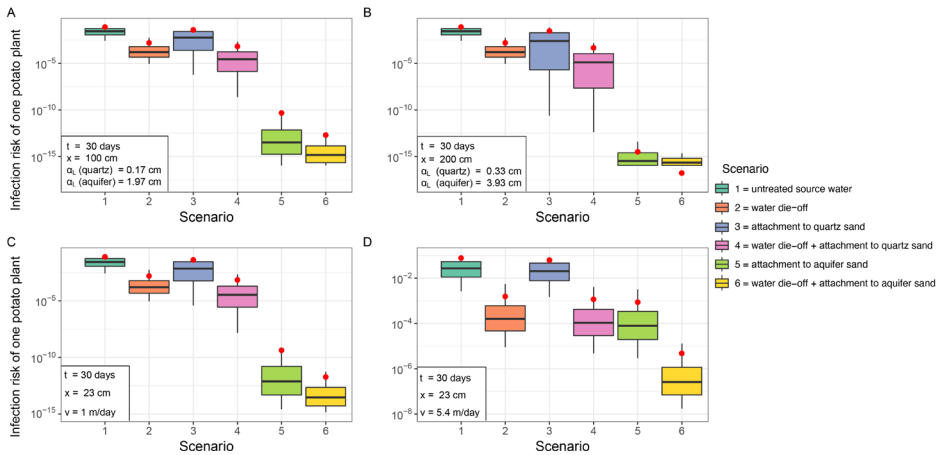 A
Infection risk of one potato plant
10⁻⁵
10⁻¹⁰
10⁻¹⁵
t = 30 days
x = 100 cm
αL (quartz) = 0.17 cm
αL (aquifer) = 1.97 cm
1 2 3 4 5 6
Scenario
B
10⁻⁵
10⁻¹⁰
10⁻¹⁵
t = 30 days
x = 200 cm
αL (quartz) = 0.33 cm
αL (aquifer) = 3.93 cm
1 2 3 4 5 6
Scenario
C
Infection risk of one potato plant
10⁻⁵
10⁻¹⁰
10⁻¹⁵
t = 30 days
x = 23 cm
v = 1 m/day
1 2 3 4 5 6
Scenario
D
10⁻²
10⁻⁴
10⁻⁶
10⁻⁸
t = 30 days
x = 23 cm
v = 5.4 m/day
1 2 3 4 5 6
Scenario
Scenario
1 = untreated source water
2 = water die-off
3 = attachment to quartz sand
4 = water die-off + attachment to quartz sand
5 = attachment to aquifer sand
6 = water die-off + attachment to aquifer sand